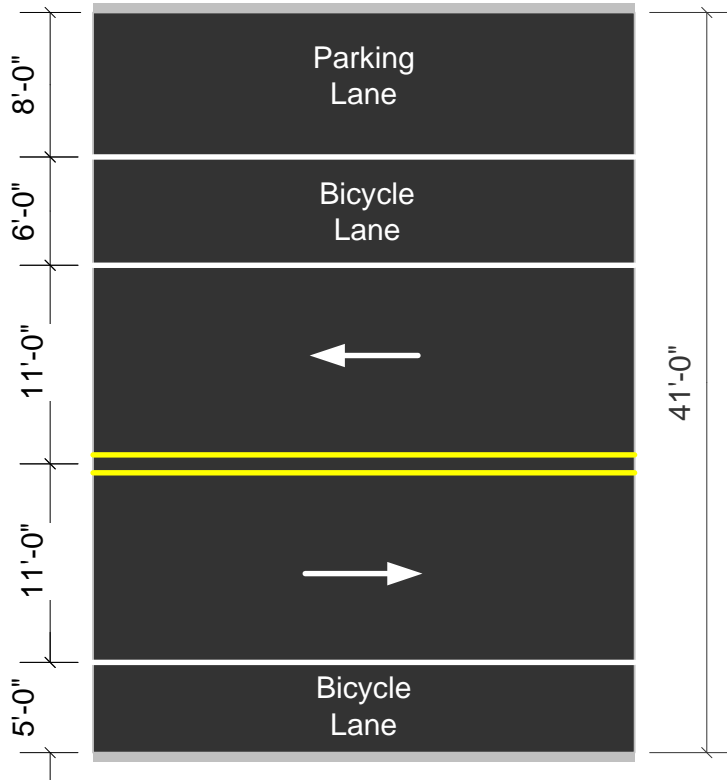 8'-0"
Parking
Lane
6'-0"
Bicycle
Lane
11'-0"
41'-0"
11'-0"
5'-0"
Bicycle
Lane